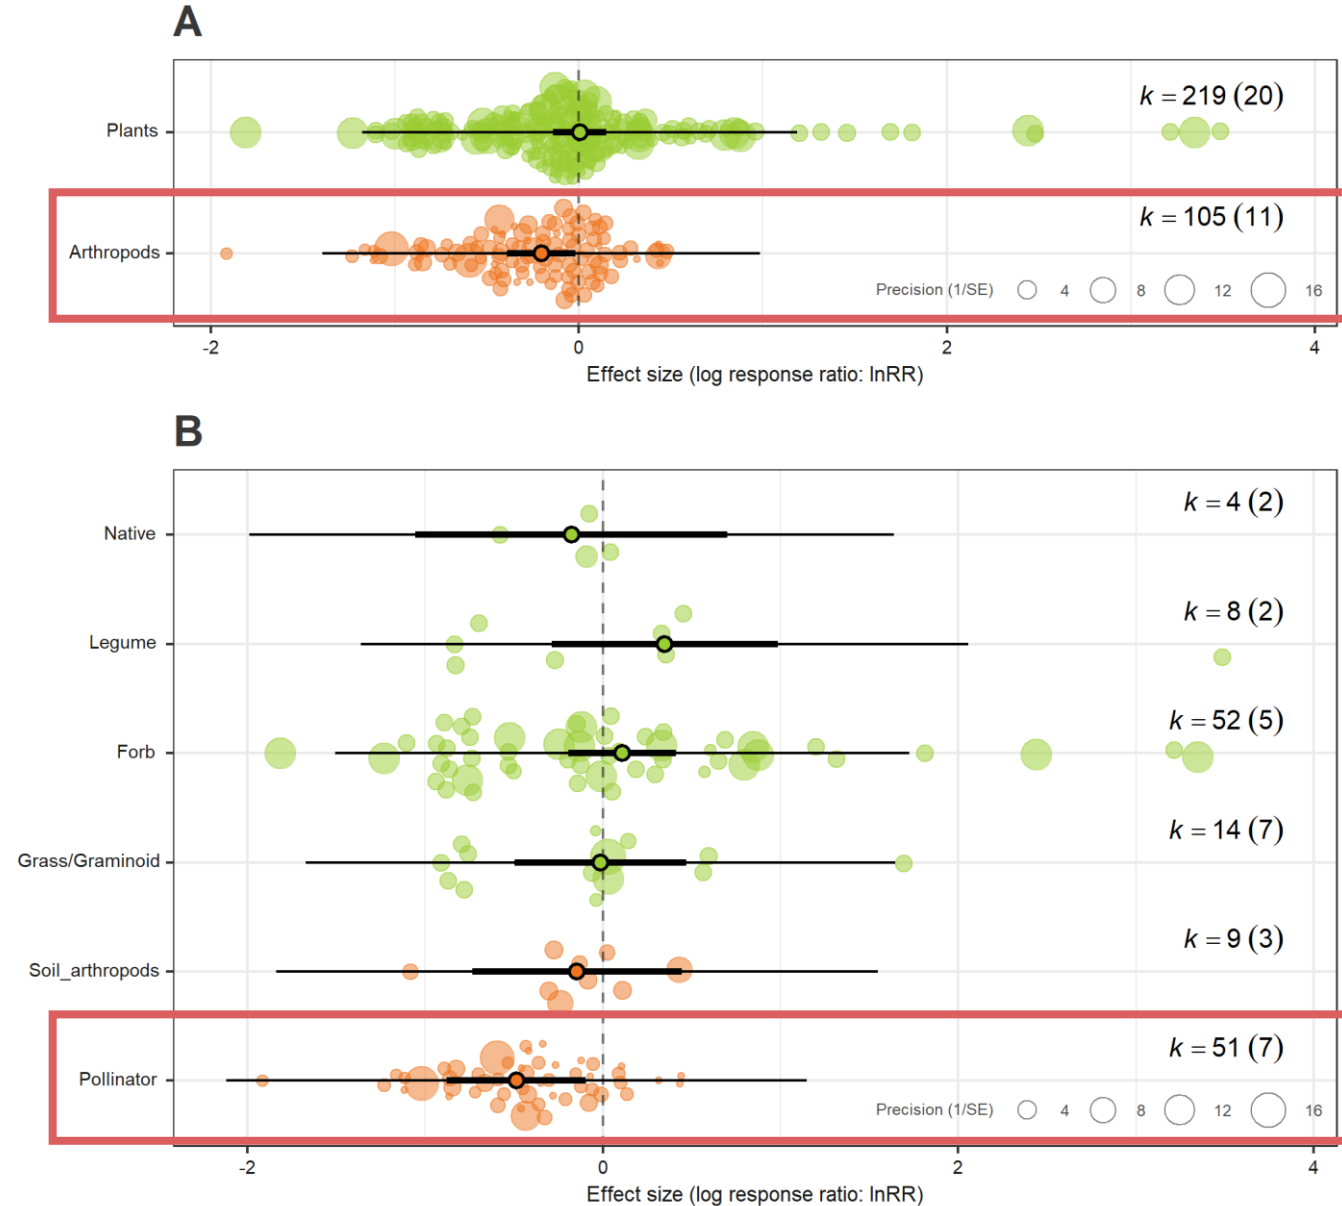 A
Plants
k = 219 (20)
Arthropods
k = 105 (11)
Precision (1/SE) 4 8 12 16
-2 0 2 4
Effect size (log response ratio: lnRR)
B
Native
k = 4 (2)
Legume
k = 8 (2)
Forb
k = 52 (5)
Grass/Graminoid
k = 14 (7)
Soil_arthropods
k = 9 (3)
Pollinator
k = 51 (7)
Precision (1/SE) 4 8 12 16
-2 0 2 4
Effect size (log response ratio: lnRR)